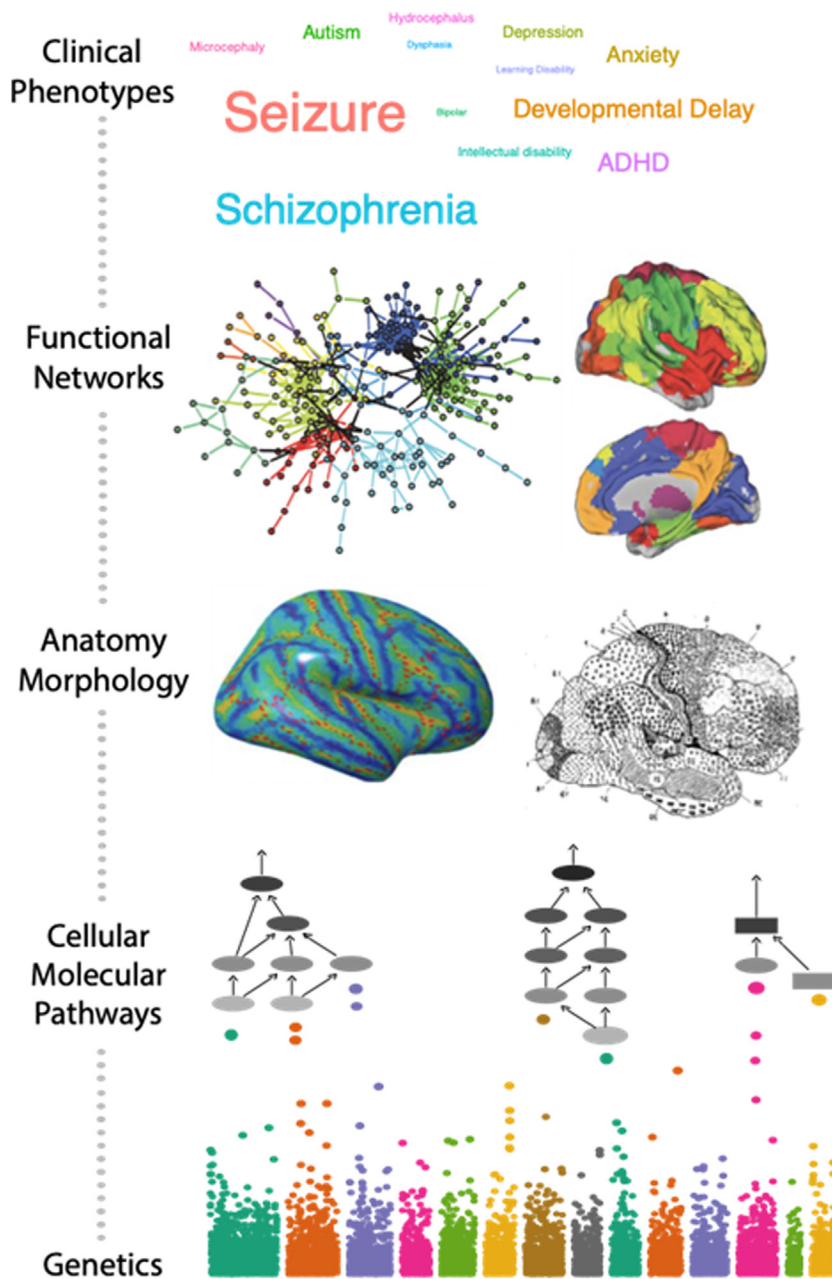 Clinical
Phenotypes
Hydrocephalus
Microcephaly
Autism
Dysphasia
Depression
Anxiety
Learning Disability
Seizure
Bipolar
Developmental Delay
Intellectual disability
ADHD
Schizophrenia
Functional
Networks
Anatomy
Morphology
Cellular
Molecular
Pathways
Genetics